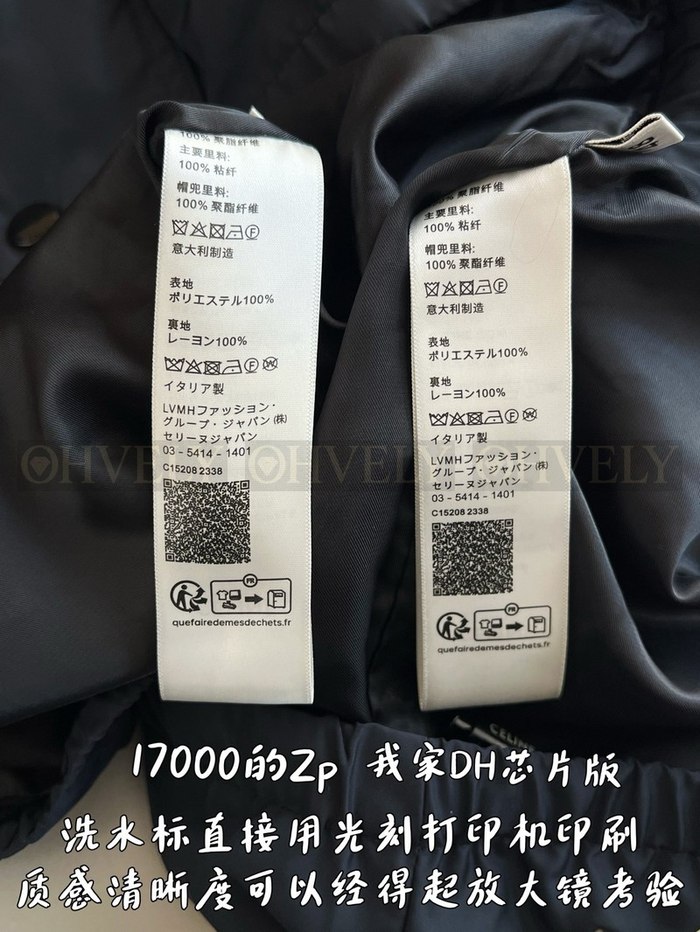 100% 聚脂纤维
主要里料:
100% 粘纤
帽兜里料:
100% 聚酯纤维
意大利制造
表地
ポリエステル100%
裏地
レーヨン100%
イタリア製
LVMHファッション・
グループ・ジャパン(株)
セリーヌジャパン
03 - 5414 - 1401
C15208 2338
PR
quefairedemesdechets.fr
100% 聚酯纤维
主要里料:
100% 粘纤
帽兜里料:
100% 聚酯纤维
意大利制造
表地
ポリエステル100%
裏地
レーヨン100%
イタリア製
LVMHファッション・
グループ・ジャパン(株)
セリーヌジャパン
03 - 5414 - 1401
C15208 2338
PR
quefairedemesdechets.fr
OHVELY OHVELY OHVELY
17000的Zp 我家DH芯片版
洗水标直接用光刻打印机印刷
质感清晰度可以经得起放大镜考验